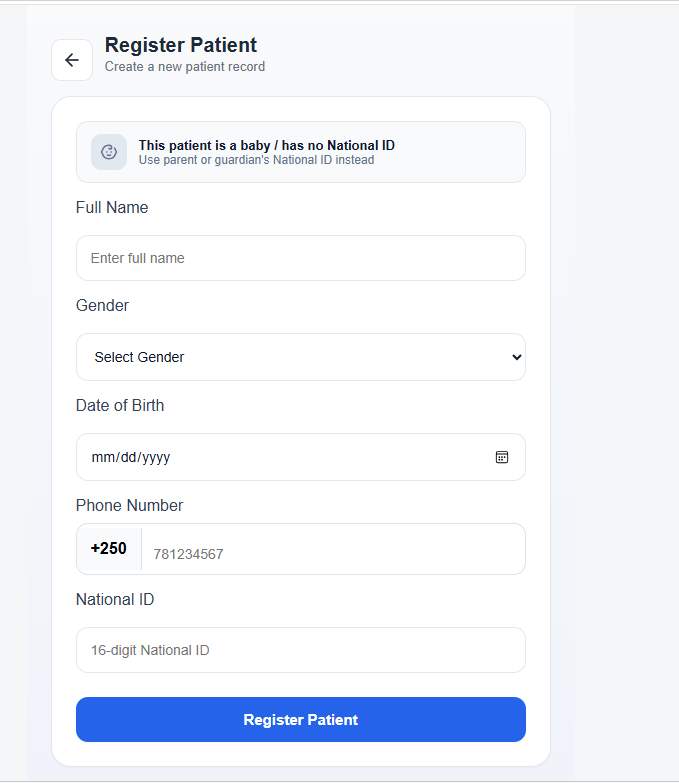 Register Patient
Create a new patient record
This patient is a baby / has no National ID
Use parent or guardian's National ID instead
Full Name
Enter full name
Gender
Select Gender
Date of Birth
mm/dd/yyyy
Phone Number
+250 781234567
National ID
16-digit National ID
Register Patient